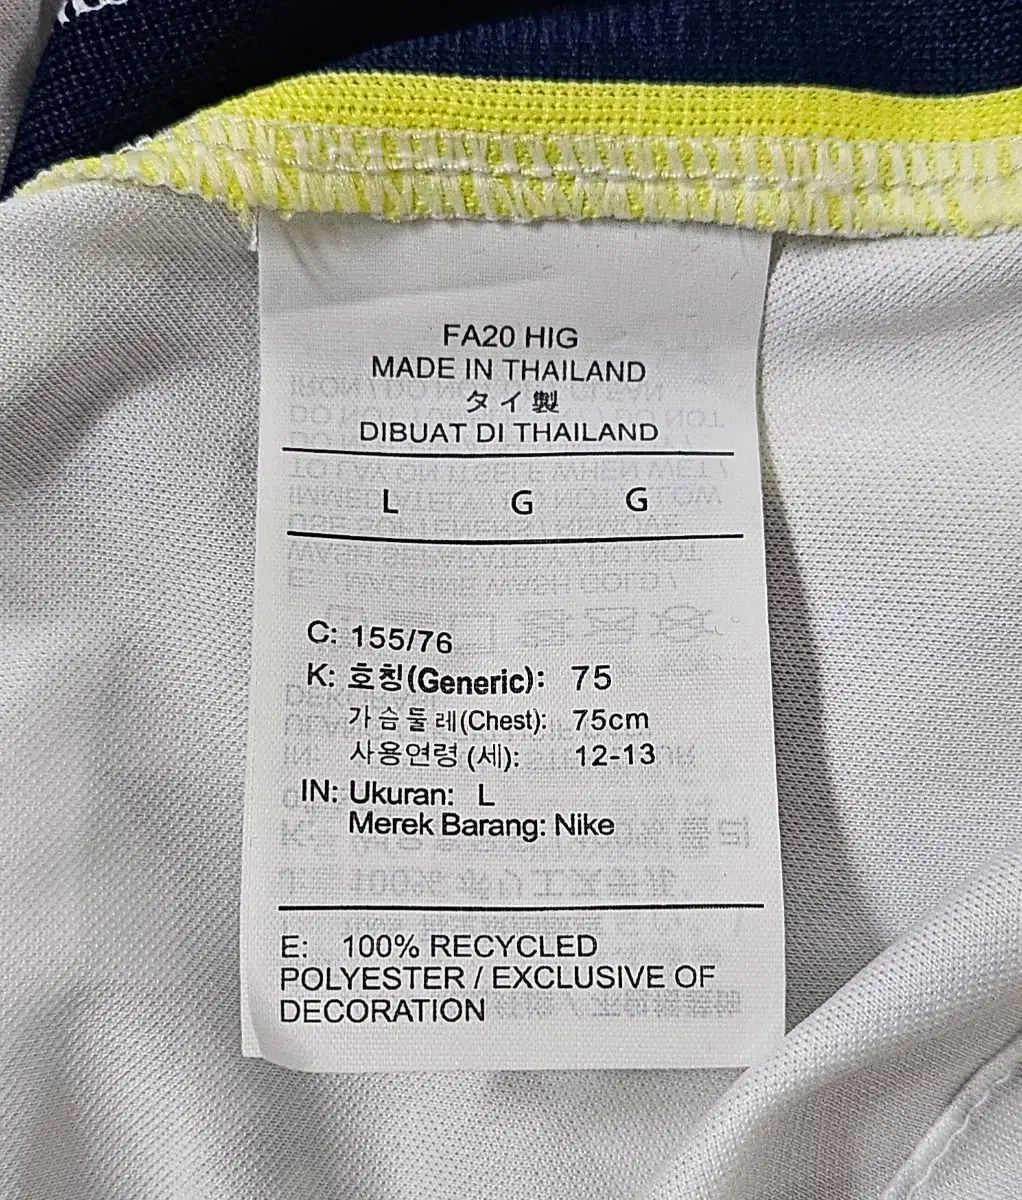 FA20 HIG
MADE IN THAILAND
タイ製
DIBUAT DI THAILAND
L G G
C: 155/76
K: 호칭(Generic): 75
가슴둘레(Chest): 75cm
사용연령(세): 12-13
IN: Ukuran: L
Merek Barang: Nike
E: 100% RECYCLED
POLYESTER / EXCLUSIVE OF
DECORATION